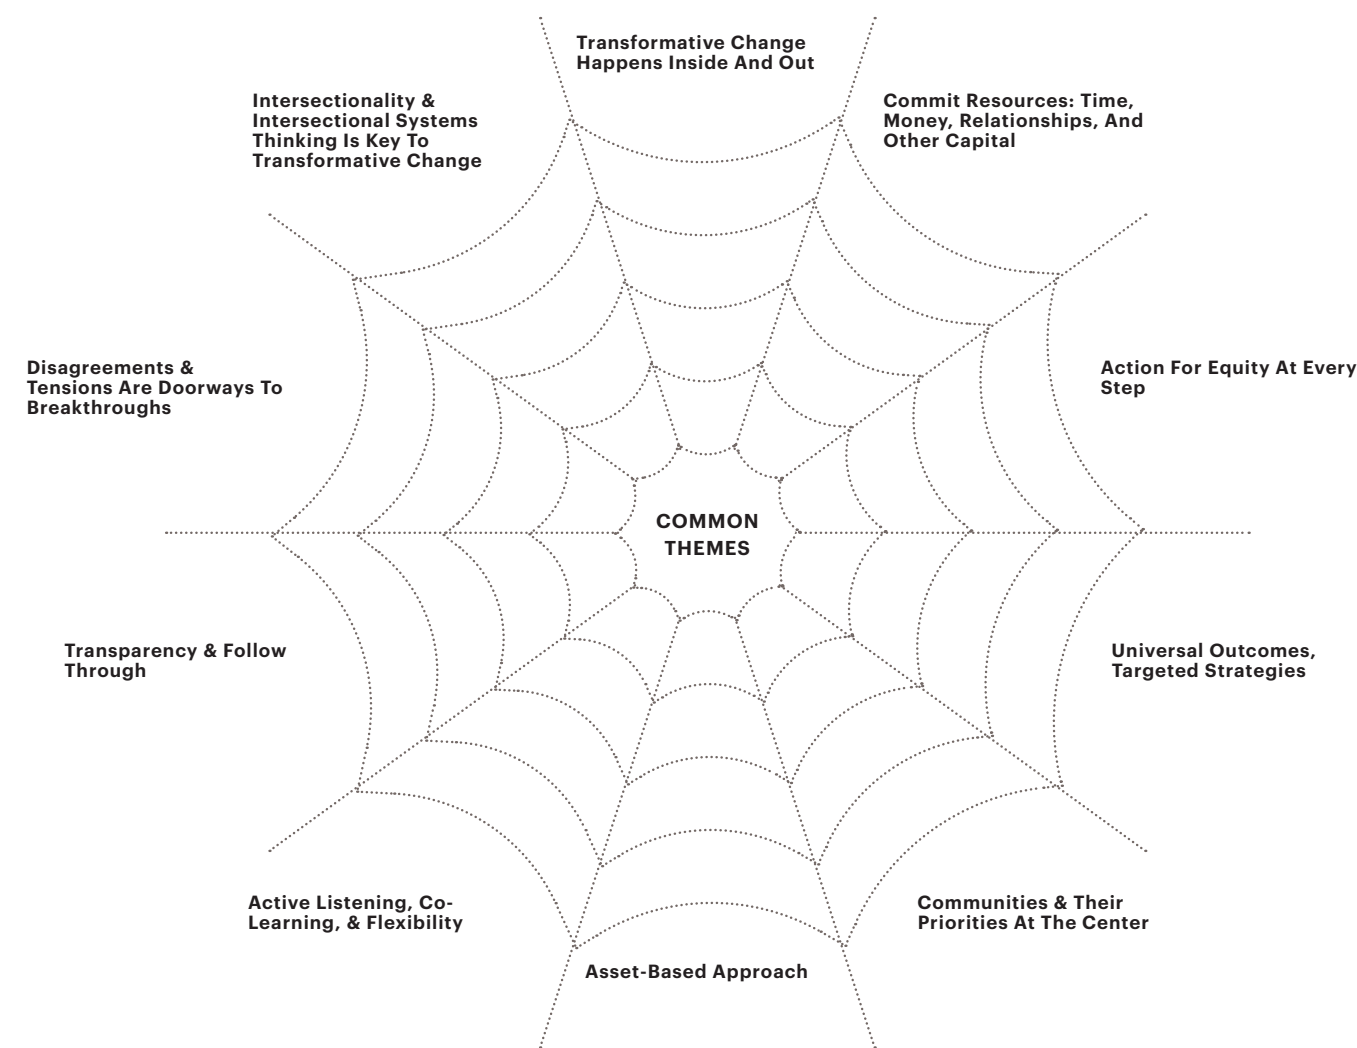 Transformative Change
Happens Inside And Out
Intersectionality &
Intersectional Systems
Thinking Is Key To
Transformative Change
Commit Resources: Time,
Money, Relationships, And
Other Capital
Disagreements &
Tensions Are Doorways To
Breakthroughs
Action For Equity At Every
Step
COMMON
THEMES
Transparency & Follow
Through
Universal Outcomes,
Targeted Strategies
Active Listening, Co-
Learning, & Flexibility
Communities & Their
Priorities At The Center
Asset-Based Approach